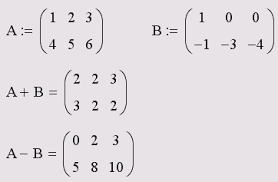 A := ( 1 2 3 ) B := ( 1 0 0 )
( 4 5 6 ) ( −1 −3 −4 )
A + B = ( 2 2 3 )
( 3 2 2 )
A − B = ( 0 2 3 )
( 5 8 10 )